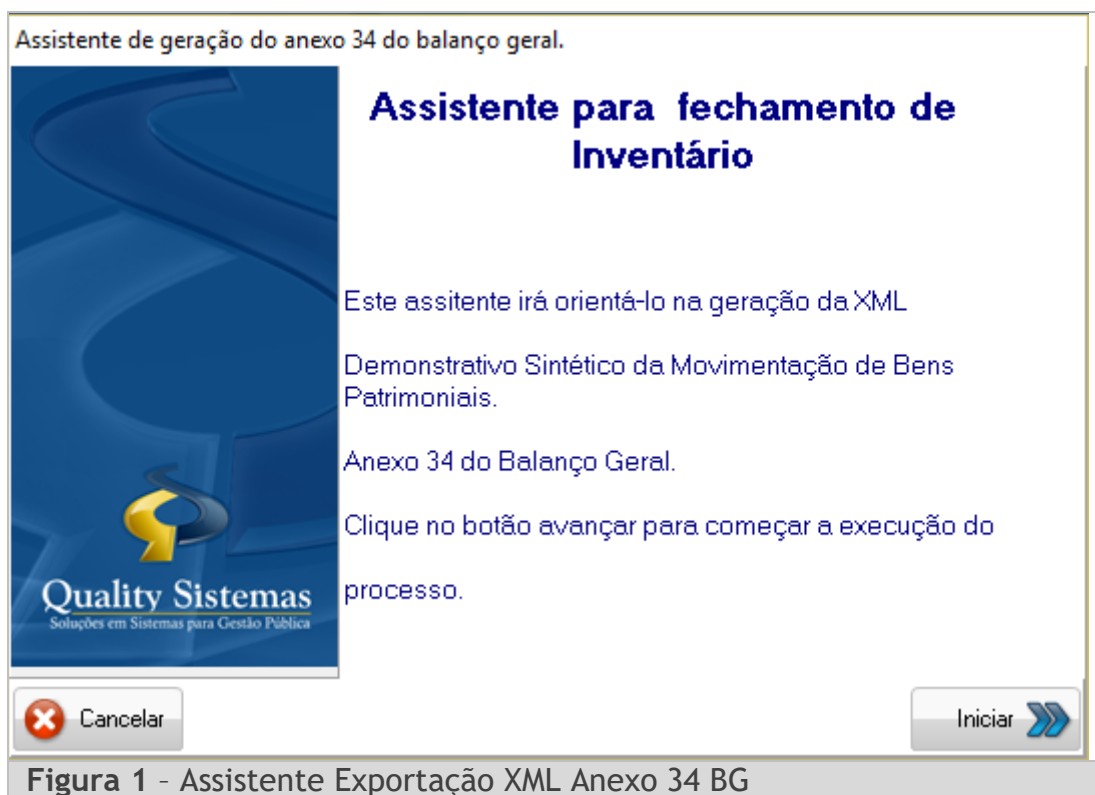 Assistente de geração do anexo 34 do balanço geral.
Assistente para fechamento de
Inventário
Este assitente irá orientá-lo na geração da XML
Demonstrativo Sintético da Movimentação de Bens
Patrimoniais.
Anexo 34 do Balanço Geral.
Clique no botão avançar para começar a execução do
processo.
Quality Sistemas
Soluções em Sistemas para Gestão Pública
Cancelar
Iniciar
Figura 1 – Assistente Exportação XML Anexo 34 BG